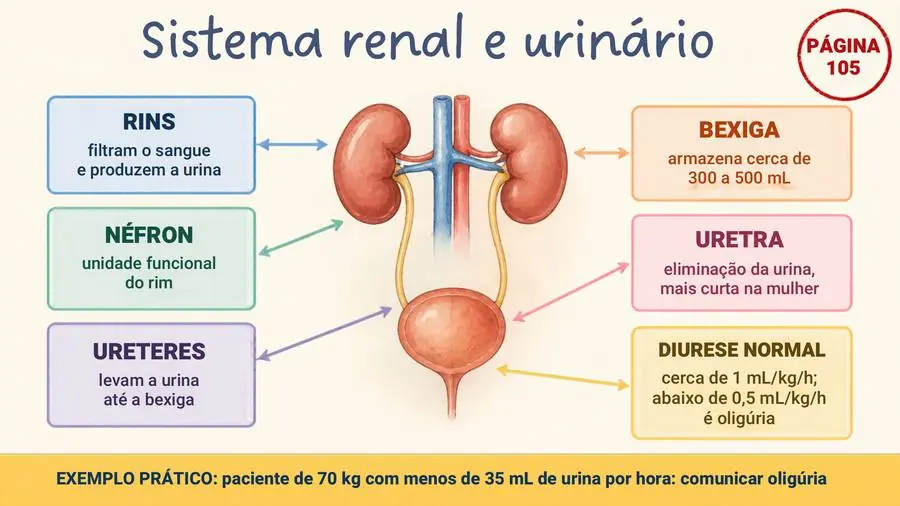 Sistema renal e urinário
PÁGINA
105
RINS
filtram o sangue
e produzem a urina
NÉFRON
unidade funcional
do rim
URETERES
levam a urina
até a bexiga
BEXIGA
armazena cerca de
300 a 500 mL
URETRA
eliminação da urina,
mais curta na mulher
DIURESE NORMAL
cerca de 1 mL/kg/h;
abaixo de 0,5 mL/kg/h
é oligúria
EXEMPLO PRÁTICO: paciente de 70 kg com menos de 35 mL de urina por hora: comunicar oligúria